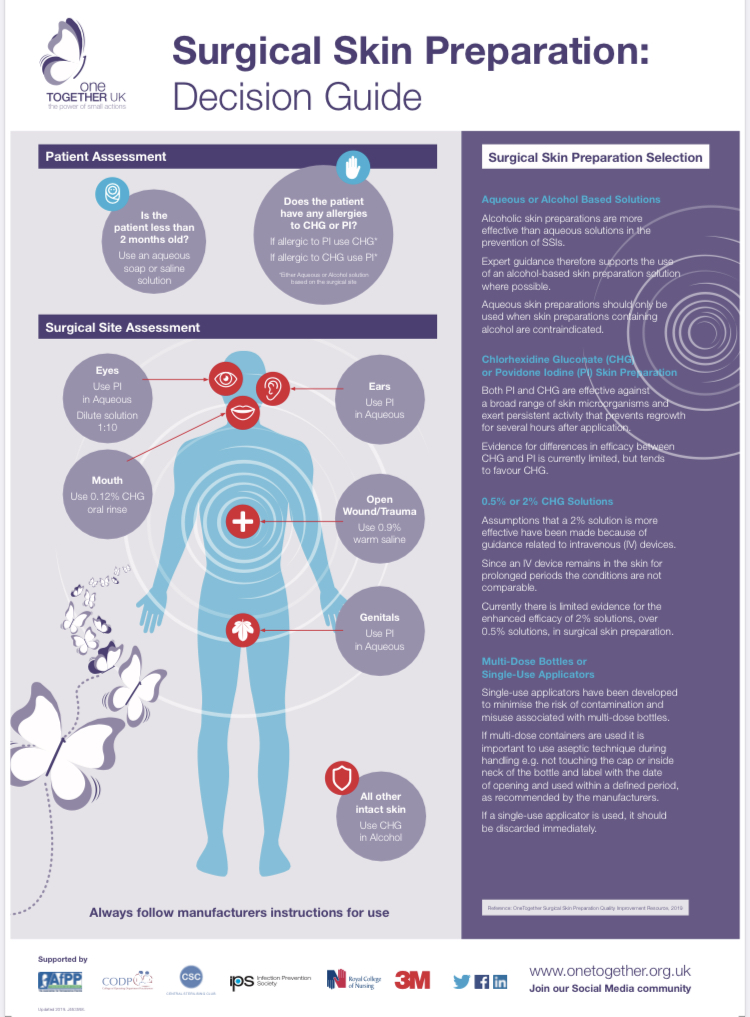 one
TOGETHER UK
the power of small actions
Surgical Skin Preparation:
Decision Guide
Patient Assessment
Is the
patient less than
2 months old?
Use an aqueous
soap or saline
solution
Does the patient
have any allergies
to CHG or PI?
If allergic to PI use CHG*
If allergic to CHG use PI*
*Either Aqueous or Alcohol solution
based on the surgical site
Surgical Site Assessment
Eyes
Use PI
in Aqueous
Dilute solution
1:10
Ears
Use PI
in Aqueous
Mouth
Use 0.12% CHG
oral rinse
Open
Wound/Trauma
Use 0.9%
warm saline
Genitals
Use PI
in Aqueous
All other
intact skin
Use CHG
in Alcohol
Always follow manufacturers instructions for use
Surgical Skin Preparation Selection
Aqueous or Alcohol Based Solutions
Alcoholic skin preparations are more
effective than aqueous solutions in the
prevention of SSIs.
Expert guidance therefore supports the use
of an alcohol-based skin preparation solution
where possible.
Aqueous skin preparations should only be
used when skin preparations containing
alcohol are contraindicated.
Chlorhexidine Gluconate (CHG)
or Povidone Iodine (PI) Skin Preparation
Both PI and CHG are effective against
a broad range of skin microorganisms and
exert persistent activity that prevents regrowth
for several hours after application.
Evidence for differences in efficacy between
CHG and PI is currently limited, but tends
to favour CHG.
0.5% or 2% CHG Solutions
Assumptions that a 2% solution is more
effective have been made because of
guidance related to intravenous (IV) devices.
Since an IV device remains in the skin for
prolonged periods the conditions are not
comparable.
Currently there is limited evidence for the
enhanced efficacy of 2% solutions, over
0.5% solutions, in surgical skin preparation.
Multi-Dose Bottles or
Single-Use Applicators
Single-use applicators have been developed
to minimise the risk of contamination and
misuse associated with multi-dose bottles.
If multi-dose containers are used it is
important to use aseptic technique during
handling e.g. not touching the cap or inside
neck of the bottle and label with the date
of opening and used within a defined period,
as recommended by the manufacturers.
If a single-use applicator is used, it should
be discarded immediately.
Reference: OneTogether Surgical Skin Preparation Quality Improvement Resource, 2019.
Supported by
AfPP
CODP
CSC
CENTRAL STERILISING CLUB
ips Infection Prevention
Society
Royal College
of Nursing
3M
www.onetogether.org.uk
Join our Social Media community
Updated 2019.